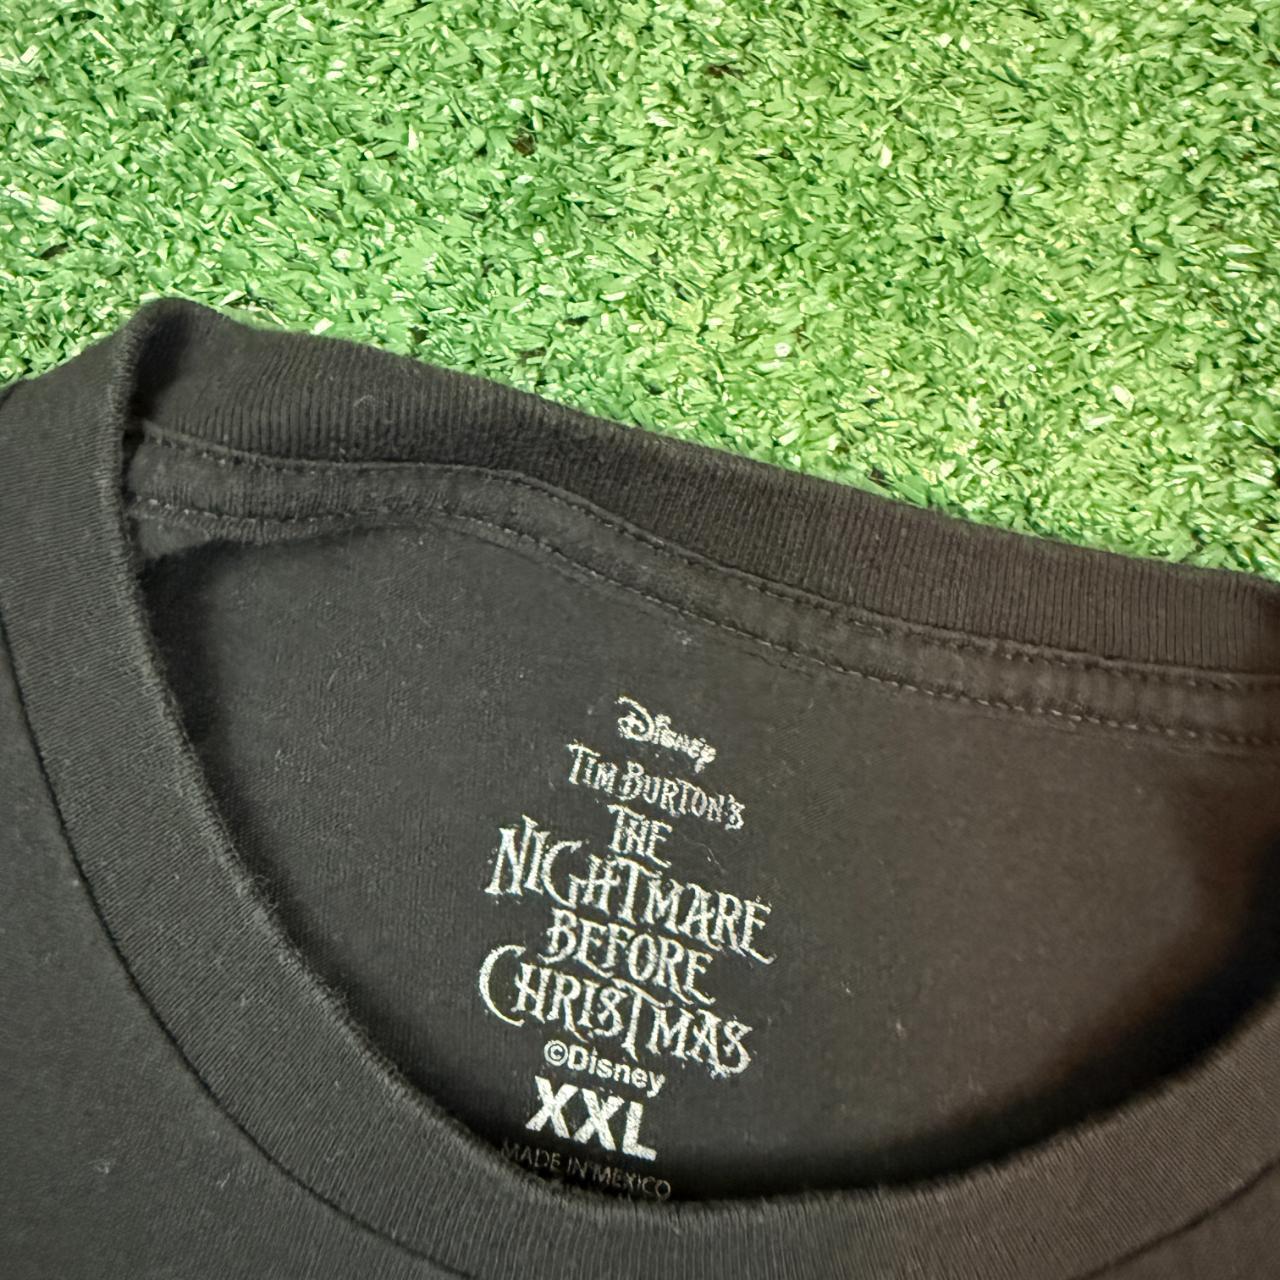 Disney
TIM BURTON'S
THE
NIGHTMARE
BEFORE
CHRISTMAS
©Disney
XXL
MADE IN MEXICO